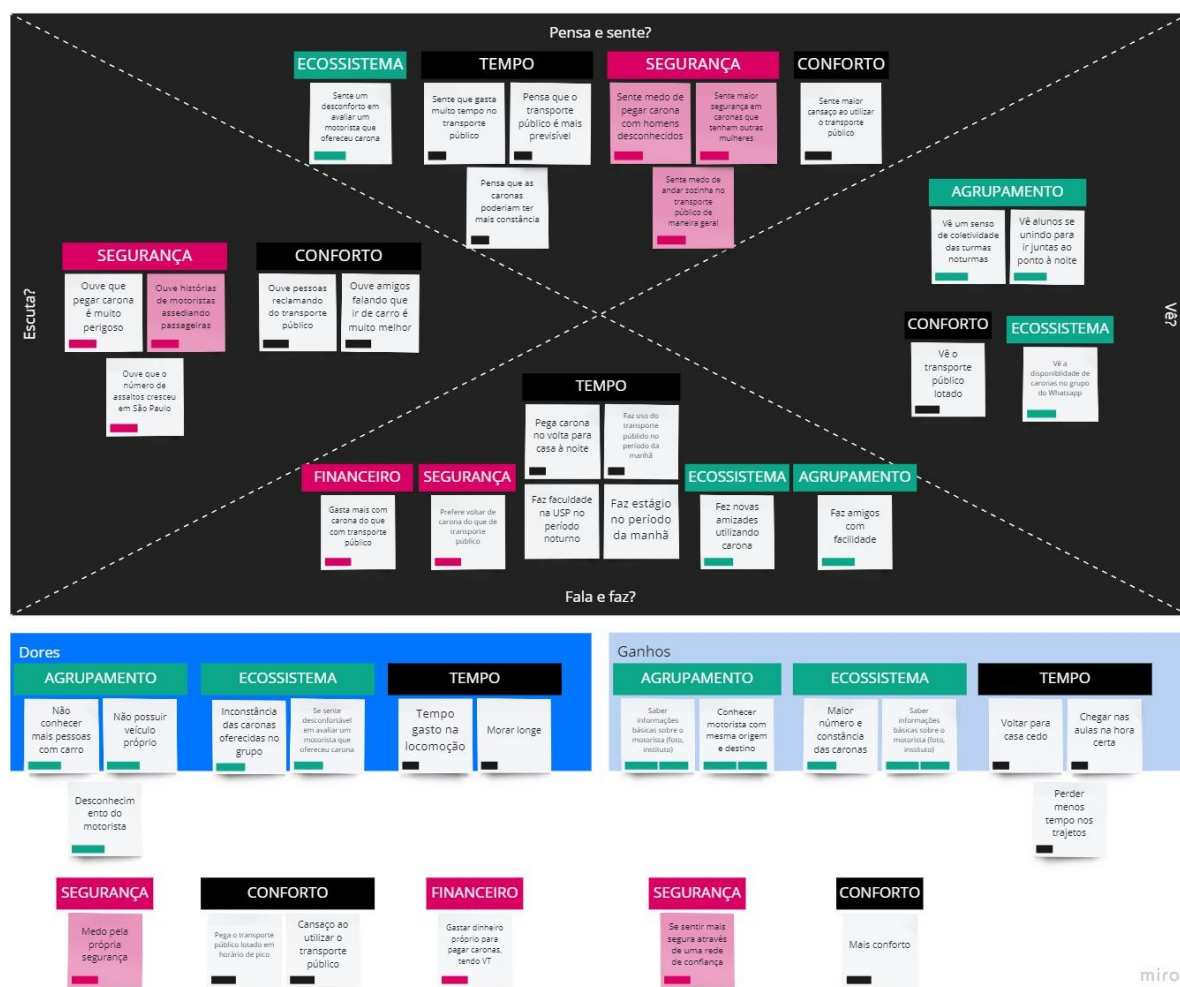 Pensa e sente?
ECOSSISTEMA
Sente um
desconforto em
avaliar um
motorista que
ofereceu carona
TEMPO
Sente que gasta
muito tempo no
transporte
público
Pensa que o
transporte
público é mais
previsível
Pensa que as
caronas
poderiam ter
mais constância
SEGURANÇA
Sente medo de
pegar carona
com homens
desconhecidos
Sente maior
segurança em
caronas que
tenham outras
mulheres
Sente medo de
andar sozinha no
transporte
público de
maneira geral
CONFORTO
Sente maior
cansaço ao utilizar
o transporte
público
Escuta?
SEGURANÇA
Ouve que
pegar carona
é muito
perigoso
Ouve histórias
de motoristas
assediando
passageiras
Ouve que o
número de
assaltos cresceu
em São Paulo
CONFORTO
Ouve pessoas
reclamando
do transporte
público
Ouve amigos
falando que
ir de carro é
muito melhor
Vê?
AGRUPAMENTO
Vê um senso
de coletividade
das turmas
noturmas
Vê alunos se
unindo para
ir juntas ao
ponto à noite
CONFORTO
Vê o
transporte
público
lotado
ECOSSISTEMA
Vê a
disponiblidade de
caronas no grupo
do Whatsapp
TEMPO
Pega carona
no volta para
casa à noite
Faz uso do
transporte
públido no
período da
manhã
Faz faculdade
na USP no
período
noturno
Faz estágio
no período
da manhã
FINANCEIRO
Gasta mais com
carona do que
com transporte
público
SEGURANÇA
Prefere voltar de
carona do que de
transporte
público
ECOSSISTEMA
Fez novas
amizades
utilizando
carona
AGRUPAMENTO
Faz amigos
com
facilidade
Fala e faz?
Dores
AGRUPAMENTO
Não
conhecer
mais pessoas
com carro
Não possuir
veículo
próprio
Desconhecim
ento do
motorista
ECOSSISTEMA
Inconstância
das caronas
oferecidas no
grupo
Se sente
desconfortável
em avaliar um
motorista que
ofereceu carona
TEMPO
Tempo
gasto na
locomoção
Morar longe
SEGURANÇA
Medo pela
própria
segurança
CONFORTO
Pega o transporte
público lotado em
horário de pico
Cansaço ao
utilizar o
transporte
público
FINANCEIRO
Gastar dinheiro
próprio para
pagar caronas,
tendo VT
Ganhos
AGRUPAMENTO
Saber
informações
básicas sobre o
motorista (foto,
instituto)
Conhecer
motorista com
mesma origem
e destino
ECOSSISTEMA
Maior
número e
constância
das caronas
Saber
informações
básicas sobre o
motorista (foto,
instituto)
TEMPO
Voltar para
casa cedo
Chegar nas
aulas na hora
certa
Perder
menos
tempo nos
trajetos
SEGURANÇA
Se sentir mais
segura através
de uma rede
de confiança
CONFORTO
Mais conforto
miro